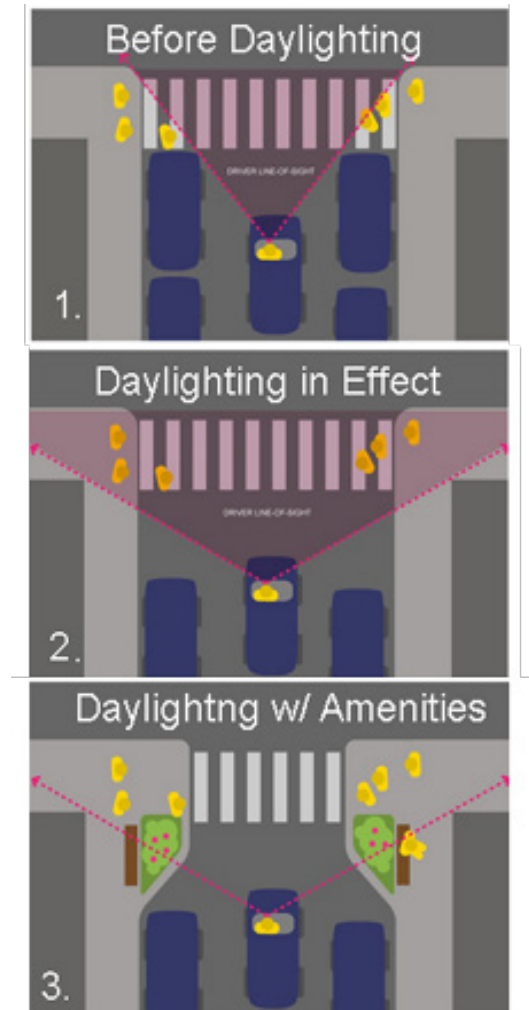 Before Daylighting
DRIVER LINE-OF-SIGHT
1.
Daylighting in Effect
DRIVER LINE-OF-SIGHT
2.
Daylightng w/ Amenities
3.